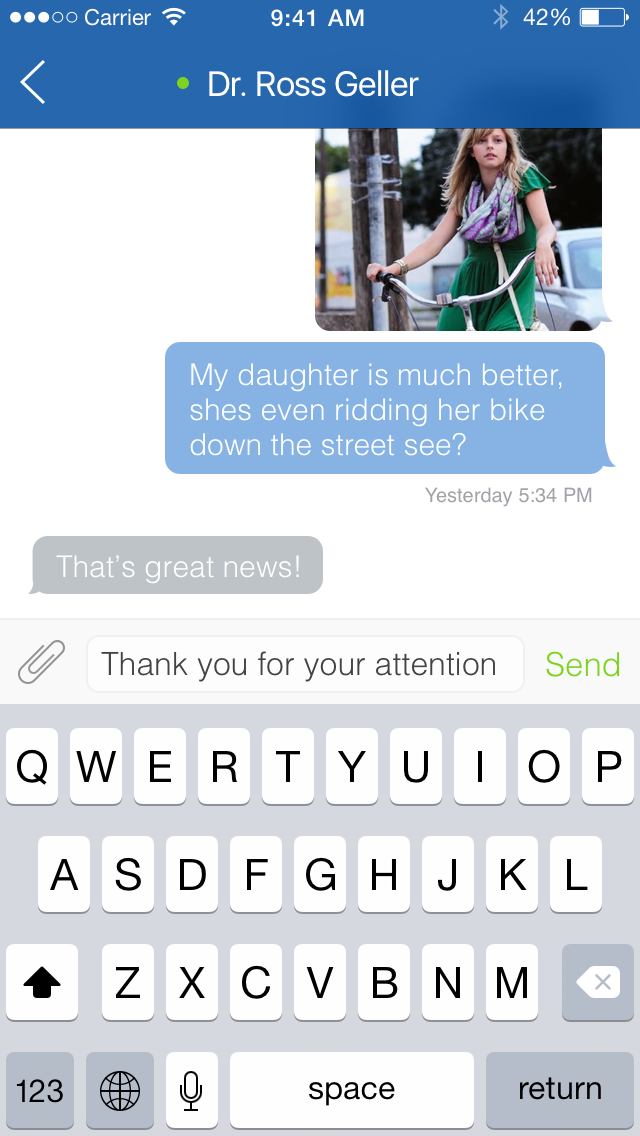 Carrier 9:41 AM 42%
Dr. Ross Geller
My daughter is much better,
shes even ridding her bike
down the street see?
Yesterday 5:34 PM
That's great news!
Thank you for your attention Send
Q W E R T Y U I O P
A S D F G H J K L
Z X C V B N M
123 space return